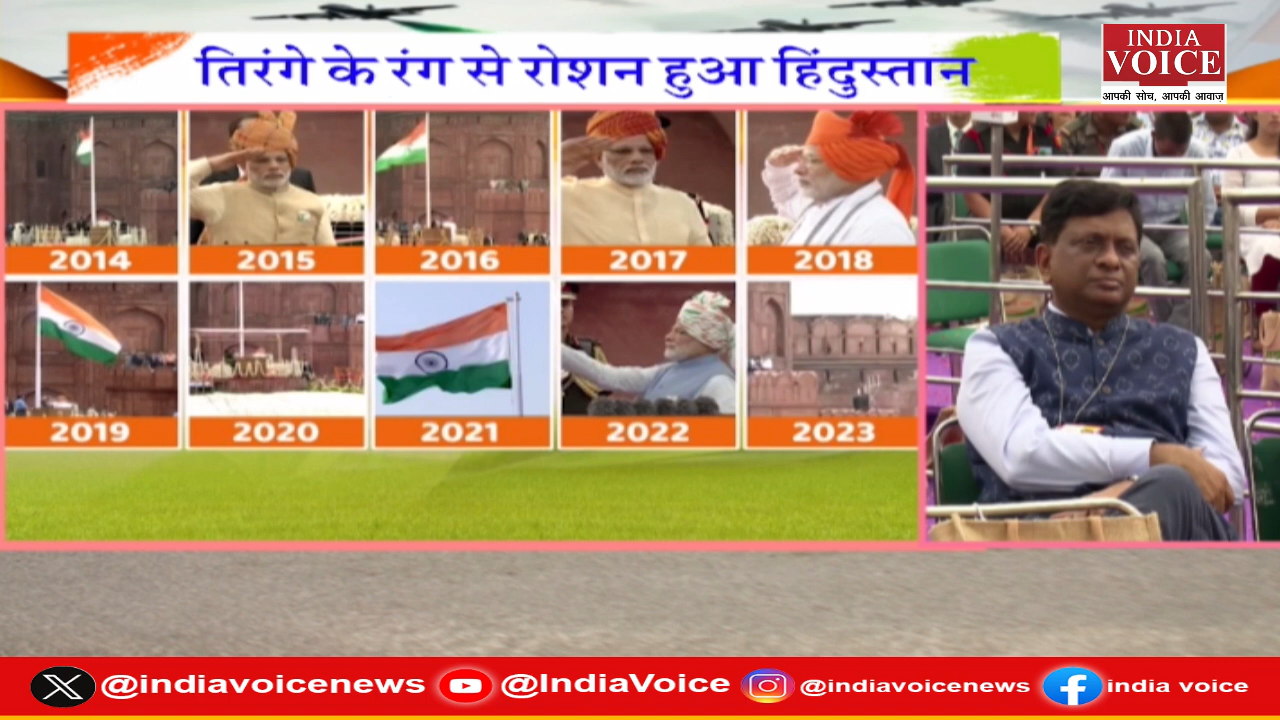 तिरंगे के रंग से रोशन हुआ हिंदुस्तान
INDIA
VOICE
आपकी सोच, आपकी आवाज़
2014
2015
2016
2017
2018
2019
2020
2021
2022
2023
@indiavoicenews
@IndiaVoice
@indiavoicenews
india voice